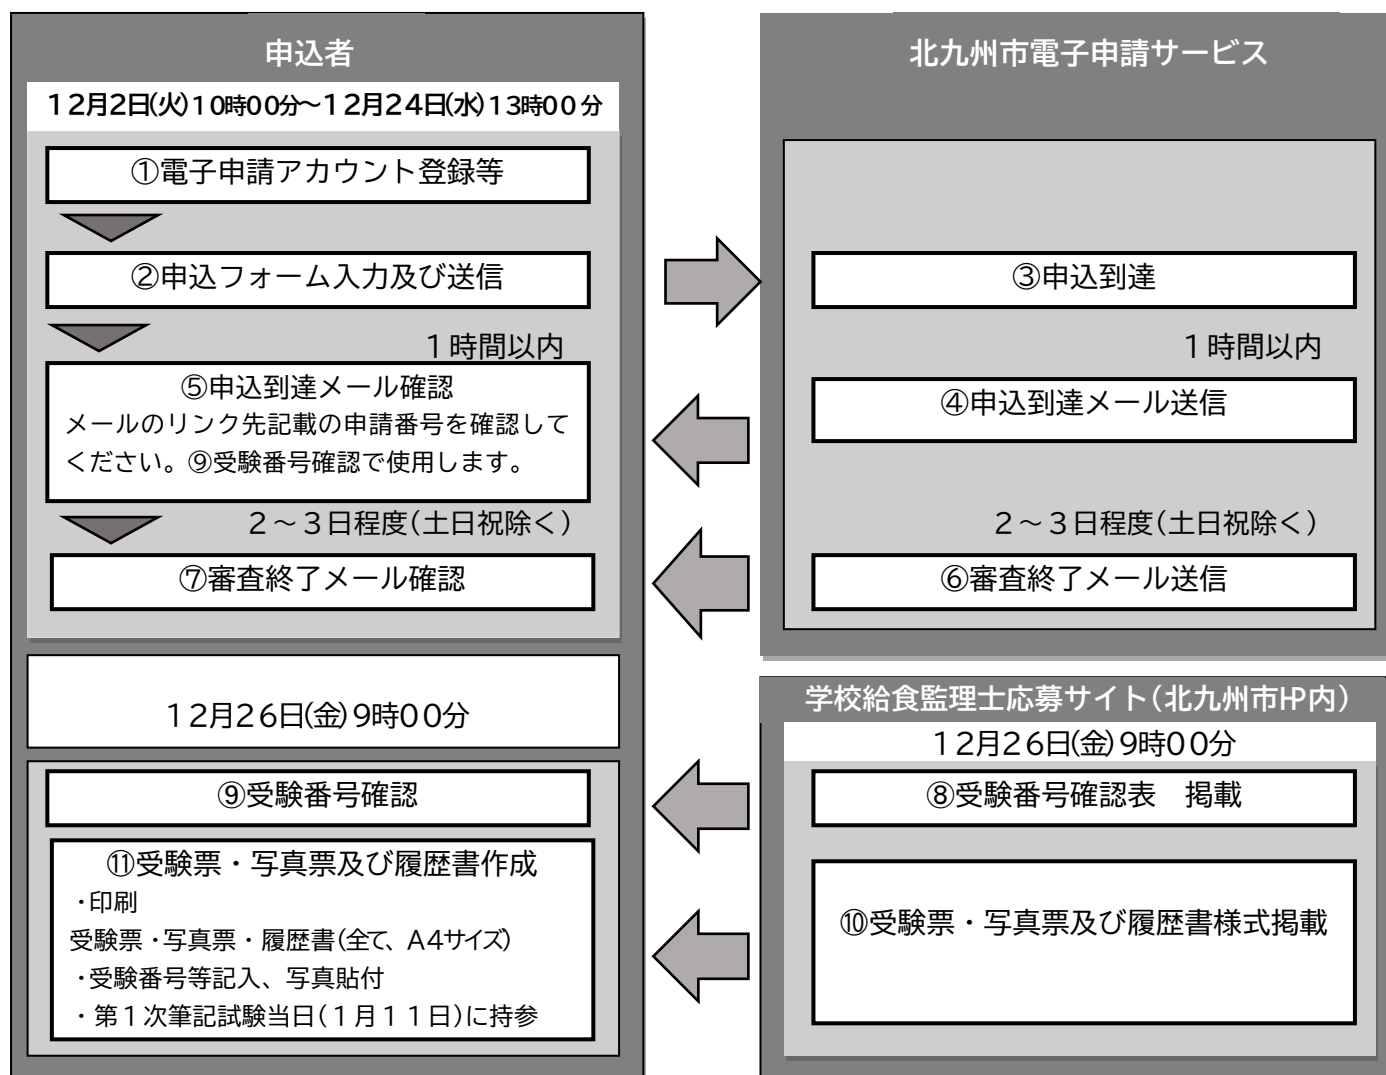 申込者
12月2日(火)10時00分～12月24日(水)13時00分
①電子申請アカウント登録等
②申込フォーム入力及び送信
1時間以内
⑤申込到達メール確認
メールのリンク先記載の申請番号を確認して
ください。⑨受験番号確認で使用します。
2～3日程度(土日祝除く)
⑦審査終了メール確認
12月26日(金)9時00分
⑨受験番号確認
⑪受験票・写真票及び履歴書作成
・印刷
受験票・写真票・履歴書(全て、A4サイズ)
・受験番号等記入、写真貼付
・第1次筆記試験当日(1月11日)に持参
北九州市電子申請サービス
③申込到達
1時間以内
④申込到達メール送信
2～3日程度(土日祝除く)
⑥審査終了メール送信
学校給食監理士応募サイト(北九州市HP内)
12月26日(金)9時00分
⑧受験番号確認表　掲載
⑩受験票・写真票及び履歴書様式掲載